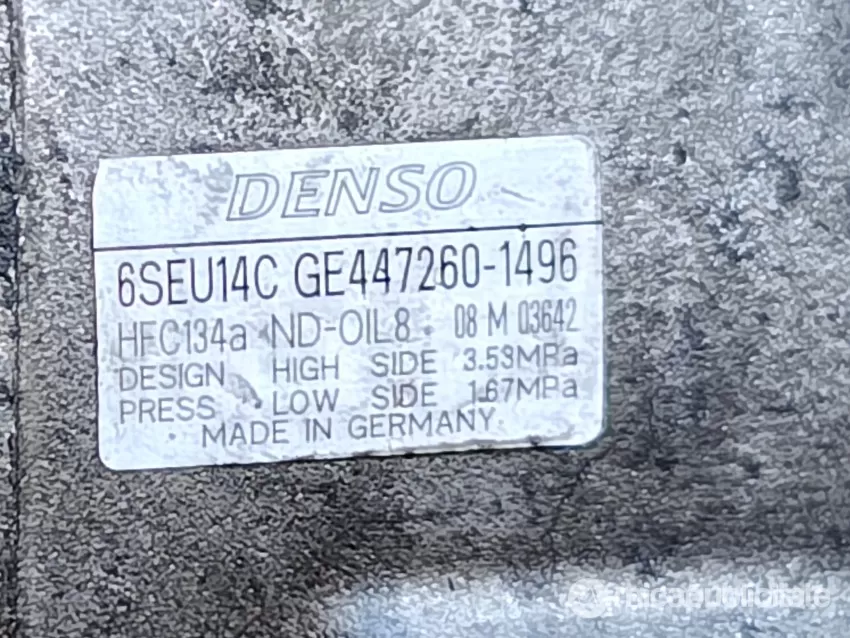 DENSO
6SEU14C GE447260-1496
HFC134a ND-OIL8 08 M 03642
DESIGN HIGH SIDE 3.53MPa
PRESS LOW SIDE 1.67MPa
MADE IN GERMANY